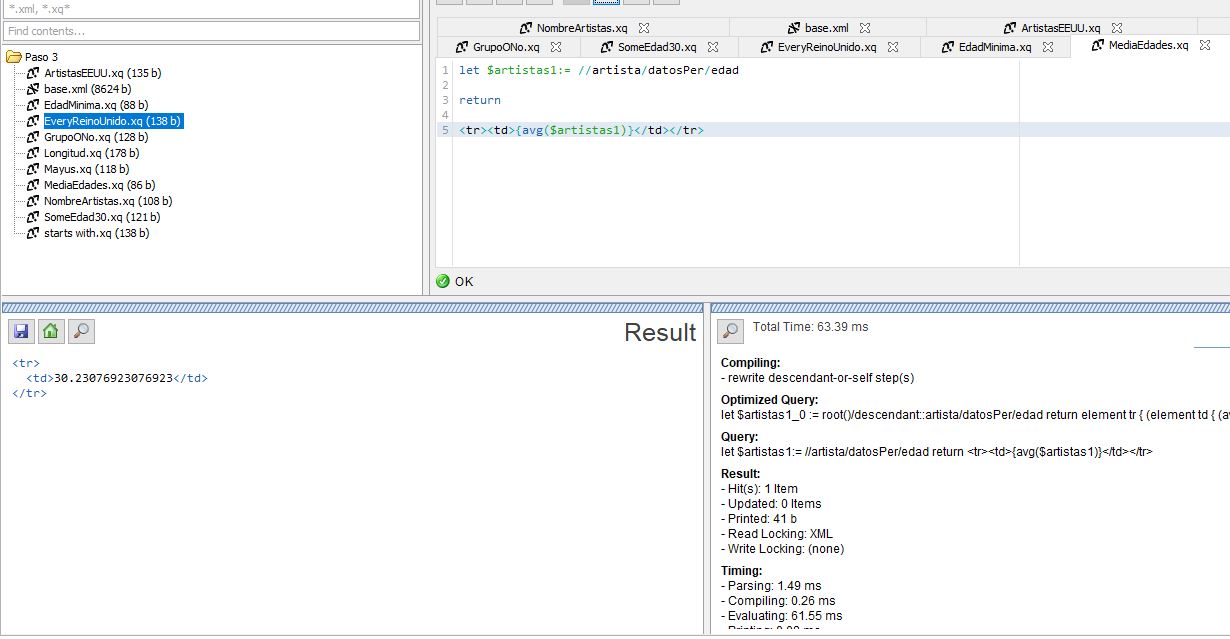 *.xml, *.xq*
Find contents...
Paso 3
ArtistasEEUU.xq (135 b)
base.xml (8624 b)
EdadMinima.xq (88 b)
EveryReinoUnido.xq (138 b)
GrupoONo.xq (128 b)
Longitud.xq (178 b)
Mayus.xq (118 b)
MediaEdades.xq (86 b)
NombreArtistas.xq (108 b)
SomeEdad30.xq (121 b)
starts with.xq (138 b)
NombreArtistas.xq base.xml ArtistasEEUU.xq
GrupoONo.xq SomeEdad30.xq EveryReinoUnido.xq EdadMinima.xq MediaEdades.xq
1 let $artistas1:= //artista/datosPer/edad
2
3 return
4
5 <tr><td>{avg($artistas1)}</td></tr>
OK
Result
<tr>
<td>30.23076923076923</td>
</tr>
Total Time: 63.39 ms
Compiling:
- rewrite descendant-or-self step(s)
Optimized Query:
let $artistas1_0 := root()/descendant::artista/datosPer/edad return element tr { (element td { (av
Query:
let $artistas1:= //artista/datosPer/edad return <tr><td>{avg($artistas1)}</td></tr>
Result:
- Hit(s): 1 Item
- Updated: 0 Items
- Printed: 41 b
- Read Locking: XML
- Write Locking: (none)
Timing:
- Parsing: 1.49 ms
- Compiling: 0.26 ms
- Evaluating: 61.55 ms